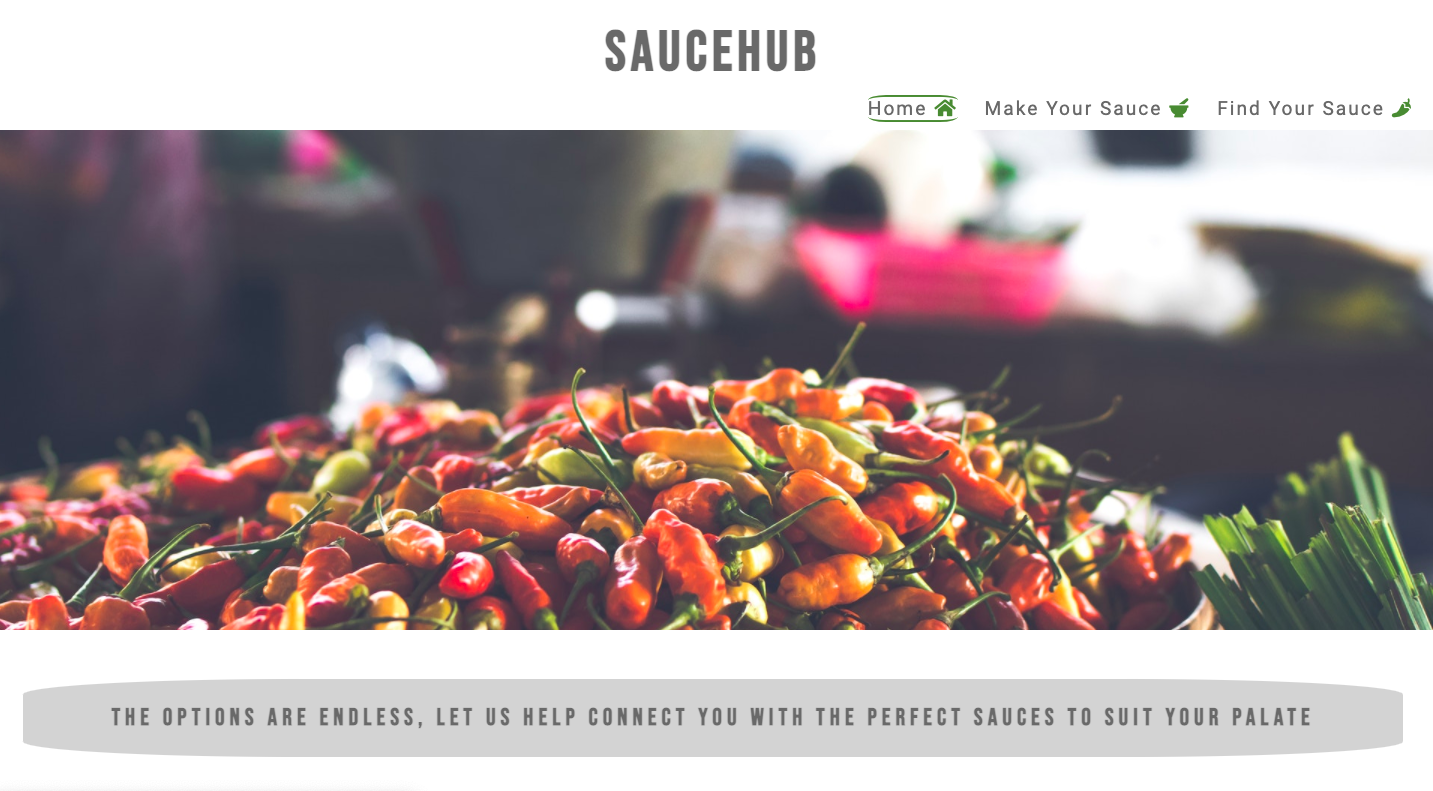 SAUCEHUB
Home Make Your Sauce Find Your Sauce
THE OPTIONS ARE ENDLESS, LET US HELP CONNECT YOU WITH THE PERFECT SAUCES TO SUIT YOUR PALATE